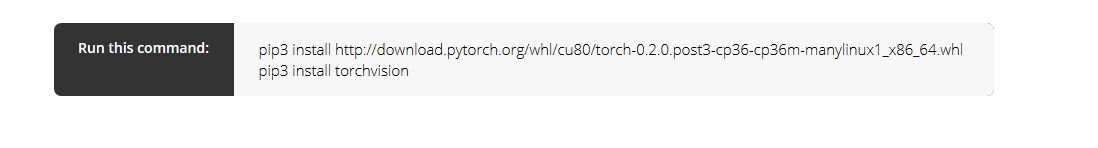 Run this command:
pip3 install http://download.pytorch.org/whl/cu80/torch-0.2.0.post3-cp36-cp36m-manylinux1_x86_64.whl
pip3 install torchvision